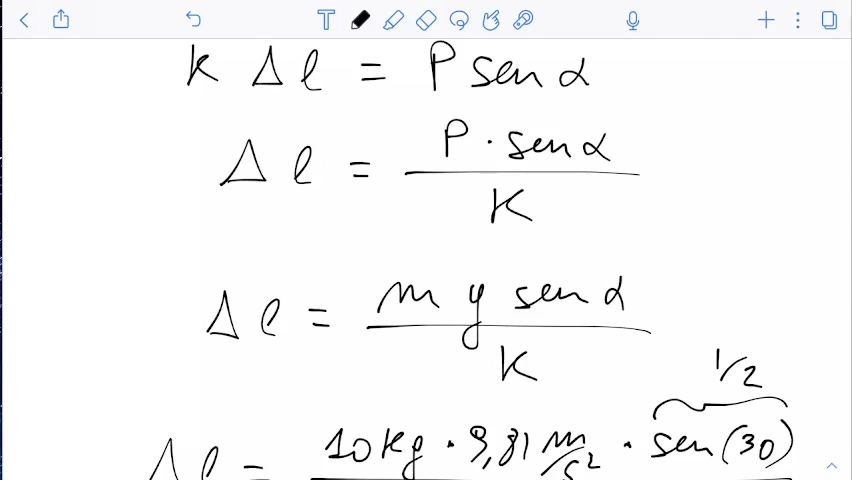 K Δl = P sen α
Δl = P · sen α / K
Δl = m g sen α / K
1/2
Δl = 10 kg · 9,81 m/s² · sen(30)